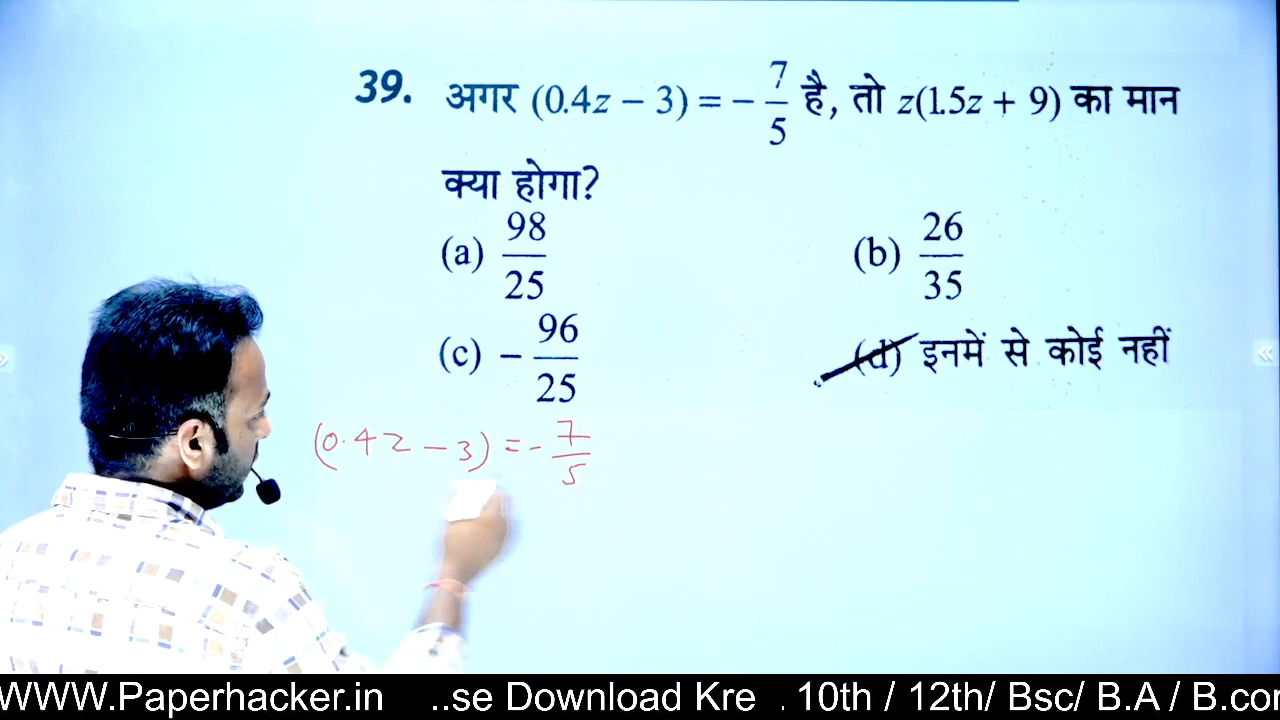 39. अगर (0.4z − 3) = − 7/5 है, तो z(1.5z + 9) का मान
क्या होगा?
(a) 98/25 (b) 26/35
(c) − 96/25 (d) इनमें से कोई नहीं
(0.4z − 3) = − 7/5
WWW.Paperhacker.in ..se Download Kre . 10th / 12th/ Bsc/ B.A / B.com